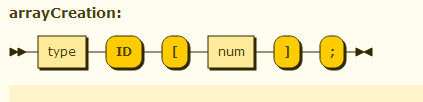 arrayCreation:
type ID [ num ] ;